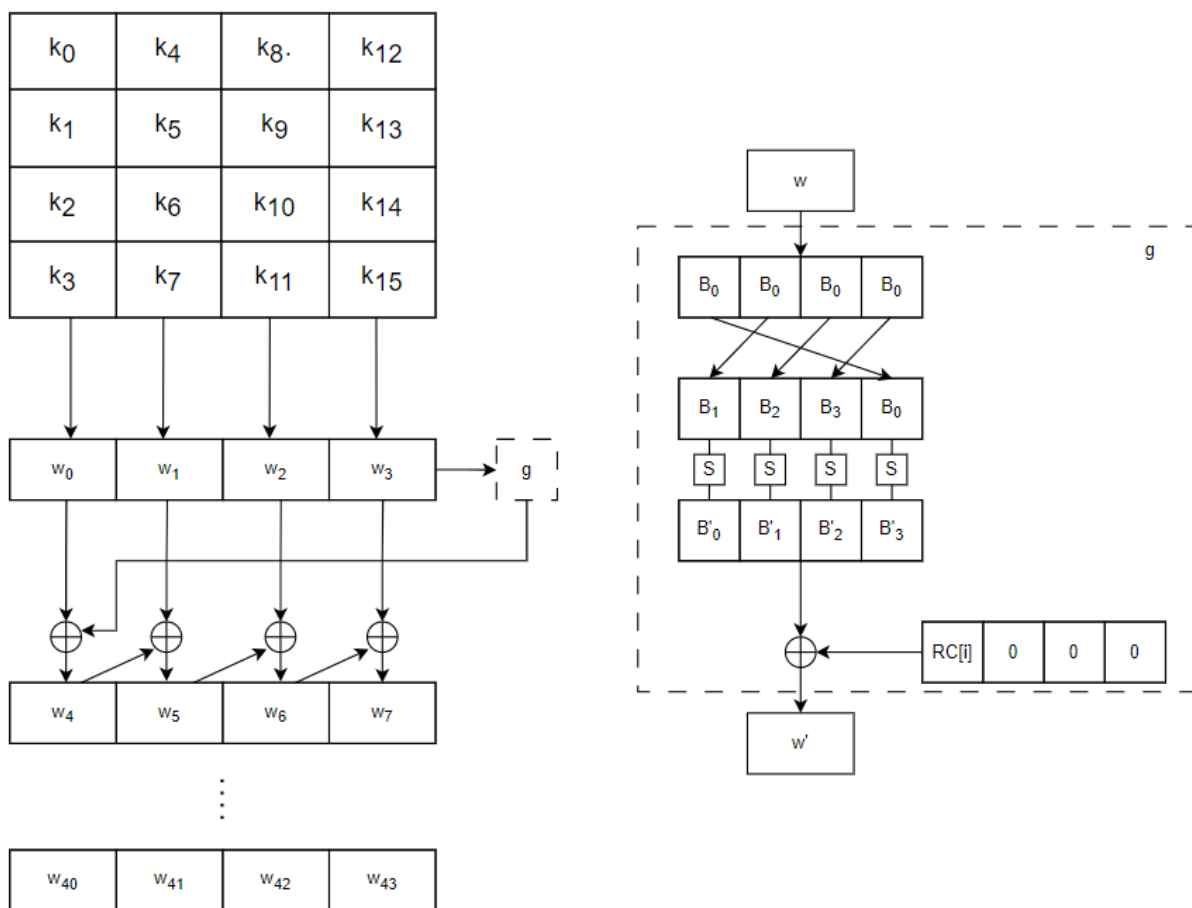 k0 k4 k8. k12
k1 k5 k9 k13
k2 k6 k10 k14
k3 k7 k11 k15
w0 w1 w2 w3 g
w4 w5 w6 w7
w40 w41 w42 w43
w
g
B0 B0 B0 B0
B1 B2 B3 B0
S S S S
B'0 B'1 B'2 B'3
RC[i] 0 0 0
w'